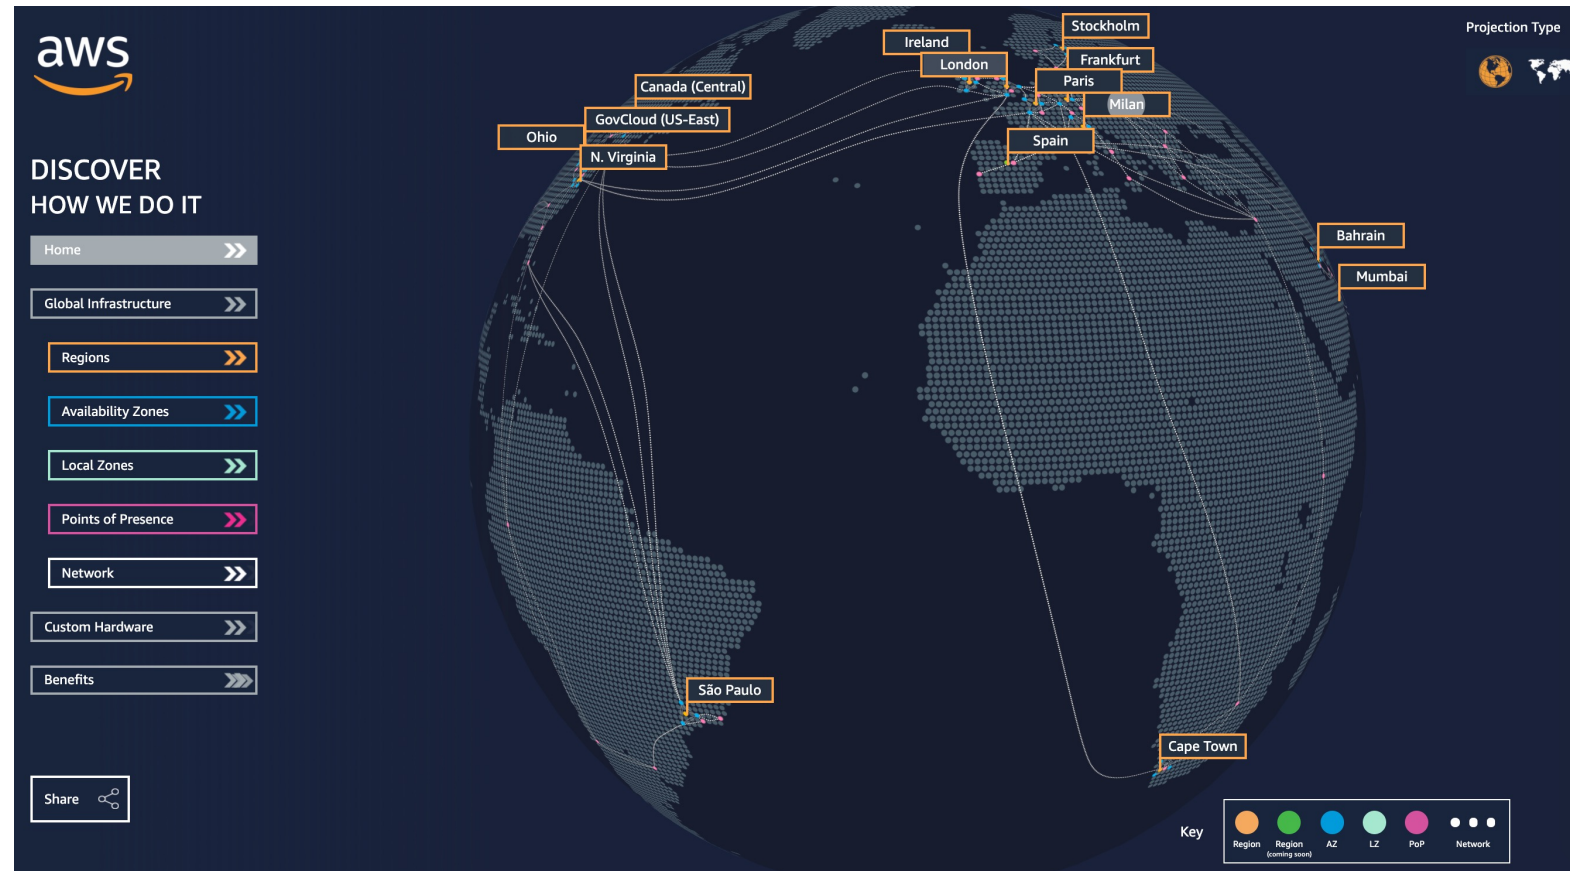 aws
Projection Type
DISCOVER
HOW WE DO IT
Home
Global Infrastructure
Regions
Availability Zones
Local Zones
Points of Presence
Network
Custom Hardware
Benefits
Share
Stockholm
Ireland
London
Frankfurt
Paris
Milan
Canada (Central)
GovCloud (US-East)
Ohio
N. Virginia
Spain
Bahrain
Mumbai
São Paulo
Cape Town
Key
Region
Region
(coming soon)
AZ
LZ
PoP
Network